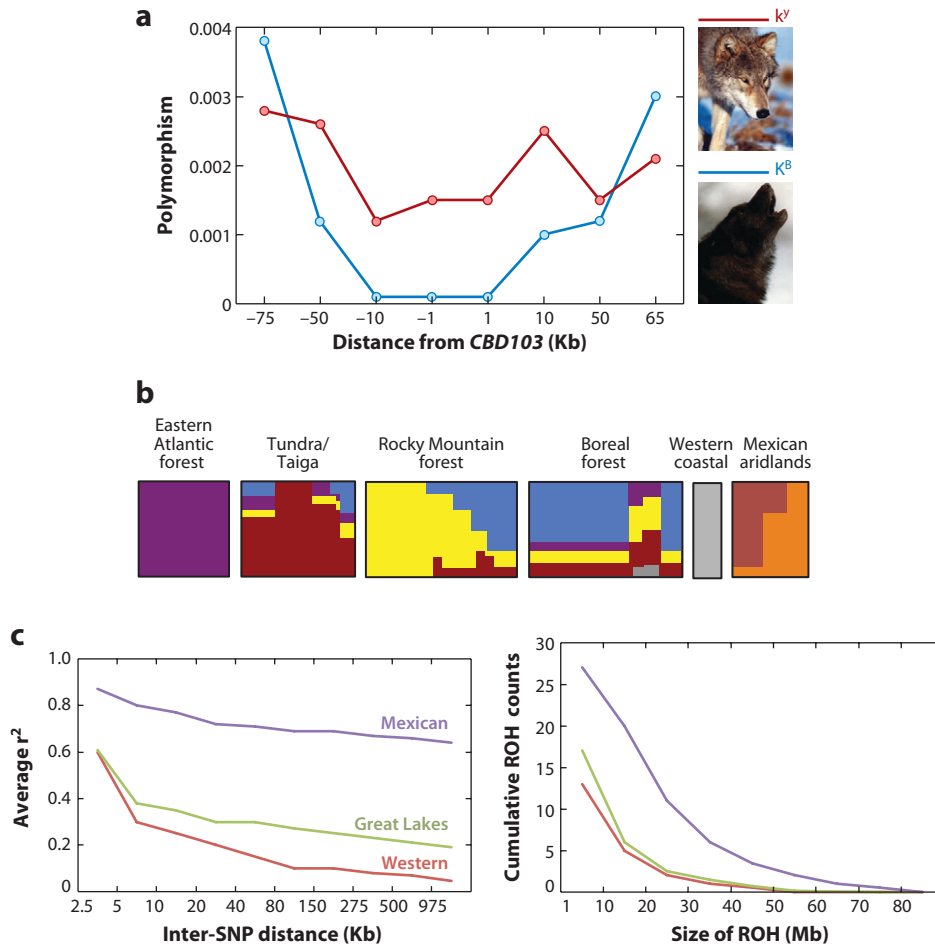 a
k^y
K^B
0.004
0.003
0.002
0.001
0
Polymorphism
–75
–50
–10
–1
1
10
50
65
Distance from CBD103 (Kb)
b
Eastern
Atlantic
forest
Tundra/
Taiga
Rocky Mountain
forest
Boreal
forest
Western
coastal
Mexican
aridlands
c
1.0
0.8
0.6
0.4
0.2
0
Average r²
Mexican
Great Lakes
Western
2.5
5
10
20
40
80
150
200
275
500
975
Inter-SNP distance (Kb)
30
25
20
15
10
5
0
Cumulative ROH counts
1
10
20
30
40
50
60
70
80
Size of ROH (Mb)